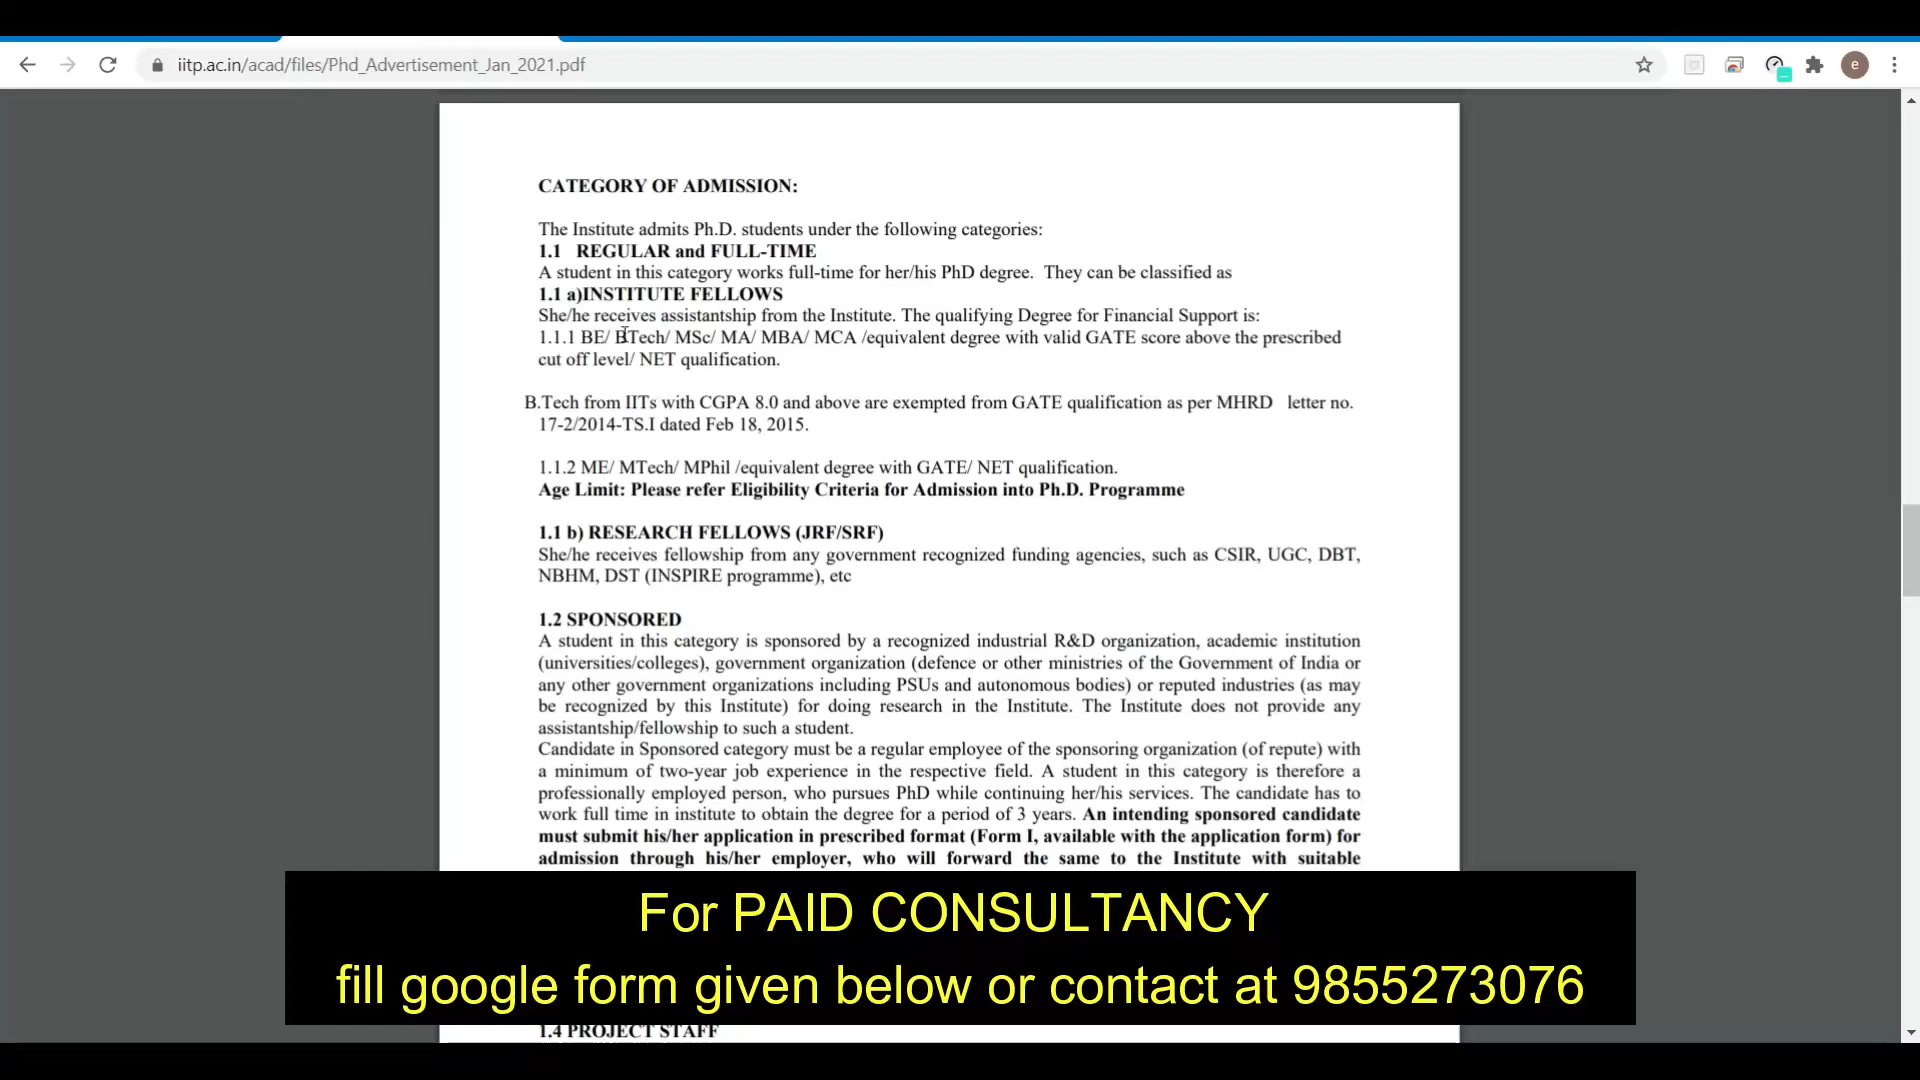 iitp.ac.in/acad/files/Phd_Advertisement_Jan_2021.pdf
e
CATEGORY OF ADMISSION:
The Institute admits Ph.D. students under the following categories:
1.1 REGULAR and FULL-TIME
A student in this category works full-time for her/his PhD degree. They can be classified as
1.1 a)INSTITUTE FELLOWS
She/he receives assistantship from the Institute. The qualifying Degree for Financial Support is:
1.1.1 BE/ BTech/ MSc/ MA/ MBA/ MCA /equivalent degree with valid GATE score above the prescribed
cut off level/ NET qualification.
B.Tech from IITs with CGPA 8.0 and above are exempted from GATE qualification as per MHRD letter no.
17-2/2014-TS.I dated Feb 18, 2015.
1.1.2 ME/ MTech/ MPhil /equivalent degree with GATE/ NET qualification.
Age Limit: Please refer Eligibility Criteria for Admission into Ph.D. Programme
1.1 b) RESEARCH FELLOWS (JRF/SRF)
She/he receives fellowship from any government recognized funding agencies, such as CSIR, UGC, DBT,
NBHM, DST (INSPIRE programme), etc
1.2 SPONSORED
A student in this category is sponsored by a recognized industrial R&D organization, academic institution
(universities/colleges), government organization (defence or other ministries of the Government of India or
any other government organizations including PSUs and autonomous bodies) or reputed industries (as may
be recognized by this Institute) for doing research in the Institute. The Institute does not provide any
assistantship/fellowship to such a student.
Candidate in Sponsored category must be a regular employee of the sponsoring organization (of repute) with
a minimum of two-year job experience in the respective field. A student in this category is therefore a
professionally employed person, who pursues PhD while continuing her/his services. The candidate has to
work full time in institute to obtain the degree for a period of 3 years. An intending sponsored candidate
must submit his/her application in prescribed format (Form I, available with the application form) for
admission through his/her employer, who will forward the same to the Institute with suitable
For PAID CONSULTANCY
fill google form given below or contact at 9855273076
1.4 PROJECT STAFF